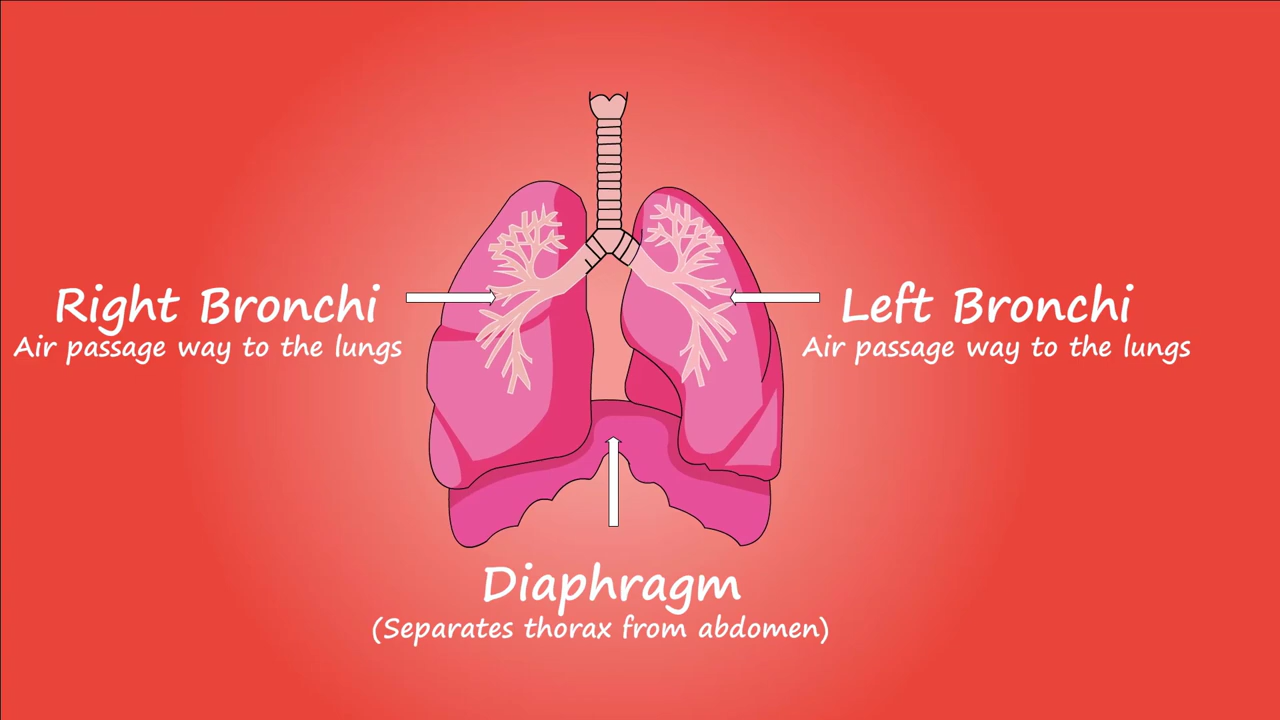 Right Bronchi
Air passage way to the lungs
Left Bronchi
Air passage way to the lungs
Diaphragm
(Separates thorax from abdomen)